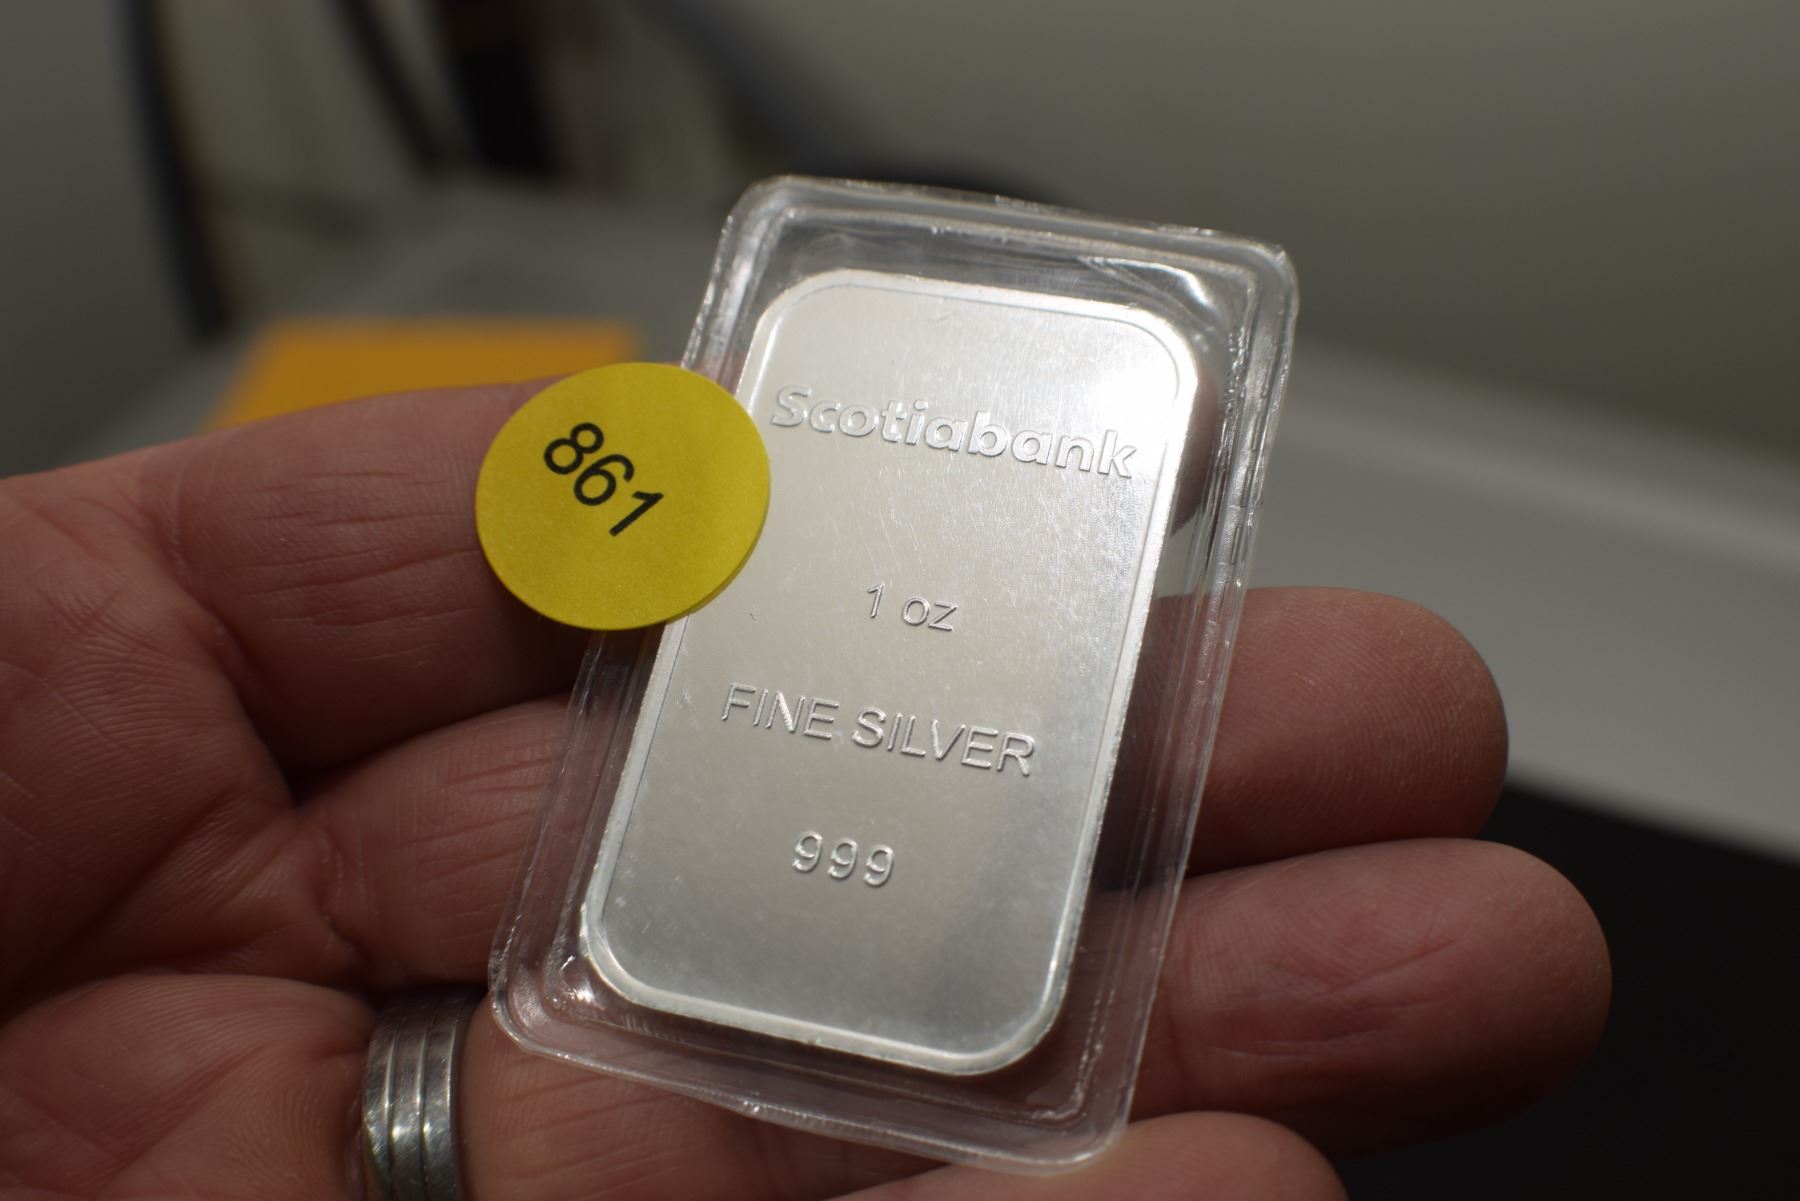 861
Scotiabank
1 oz
FINE SILVER
999